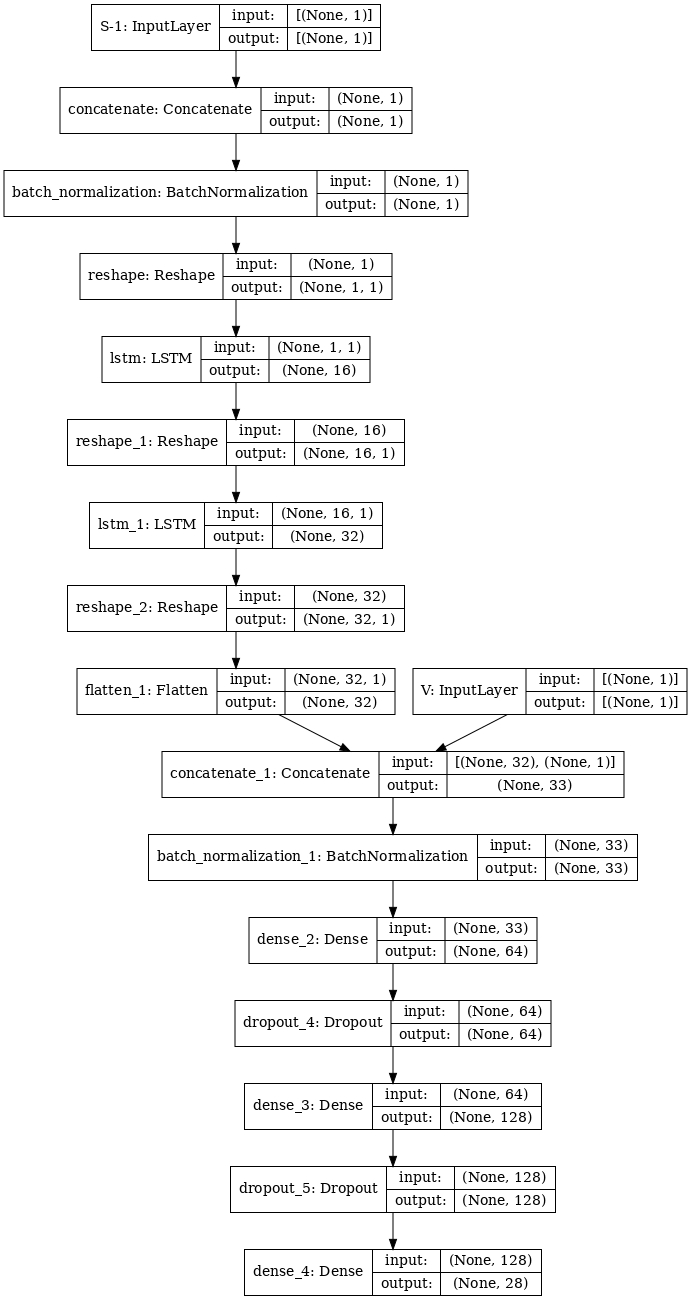 S-1: InputLayer
input: [(None, 1)]
output: [(None, 1)]
concatenate: Concatenate
input: (None, 1)
output: (None, 1)
batch_normalization: BatchNormalization
input: (None, 1)
output: (None, 1)
reshape: Reshape
input: (None, 1)
output: (None, 1, 1)
lstm: LSTM
input: (None, 1, 1)
output: (None, 16)
reshape_1: Reshape
input: (None, 16)
output: (None, 16, 1)
lstm_1: LSTM
input: (None, 16, 1)
output: (None, 32)
reshape_2: Reshape
input: (None, 32)
output: (None, 32, 1)
flatten_1: Flatten
input: (None, 32, 1)
output: (None, 32)
V: InputLayer
input: [(None, 1)]
output: [(None, 1)]
concatenate_1: Concatenate
input: [(None, 32), (None, 1)]
output: (None, 33)
batch_normalization_1: BatchNormalization
input: (None, 33)
output: (None, 33)
dense_2: Dense
input: (None, 33)
output: (None, 64)
dropout_4: Dropout
input: (None, 64)
output: (None, 64)
dense_3: Dense
input: (None, 64)
output: (None, 128)
dropout_5: Dropout
input: (None, 128)
output: (None, 128)
dense_4: Dense
input: (None, 128)
output: (None, 28)